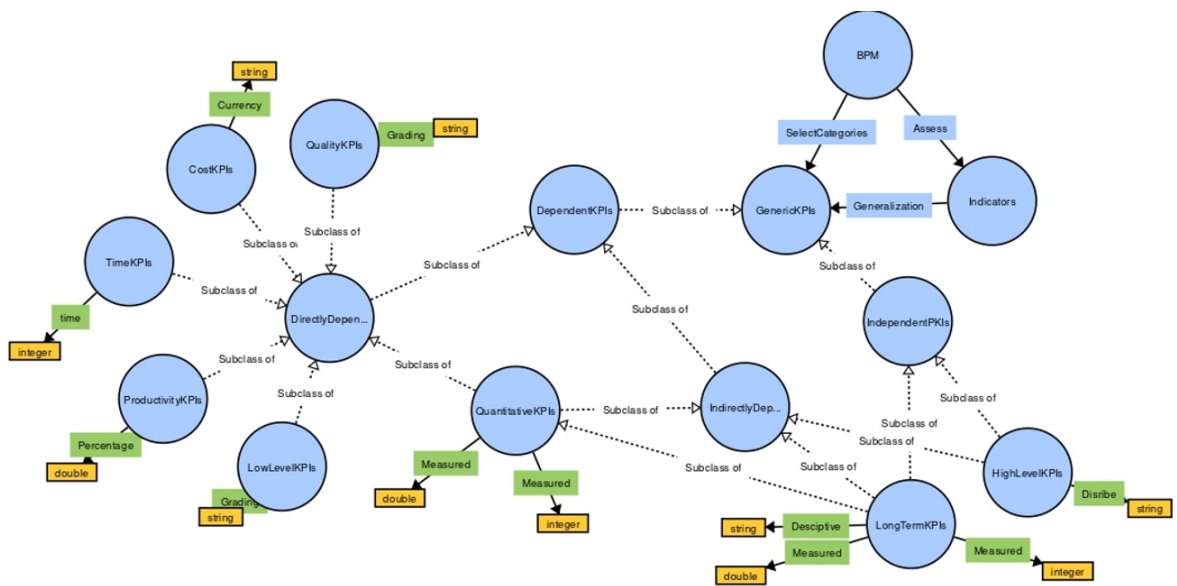 BPM
string
Currency
SelectCategories
Assess
QualityKPIs
Grading
string
CostKPIs
DependentKPIs
Subclass of
GenericKPIs
Generalization
Indicators
Subclass of
Subclass of
TimeKPIs
Subclass of
Subclass of
Subclass of
time
DirectlyDepen...
Subclass of
IndependentPKIs
integer
Subclass of
Subclass of
ProductivityKPIs
Subclass of
QuantitativeKPIs
Subclass of
IndirectlyDep...
Subclass of
Percentage
Subclass of
double
LowLevelKPIs
Measured
Subclass of
Subclass of
HighLevelKPIs
Grading
string
double
Measured
Disribe
string
integer
string
Desciptive
LongTermKPIs
Measured
Measured
double
integer